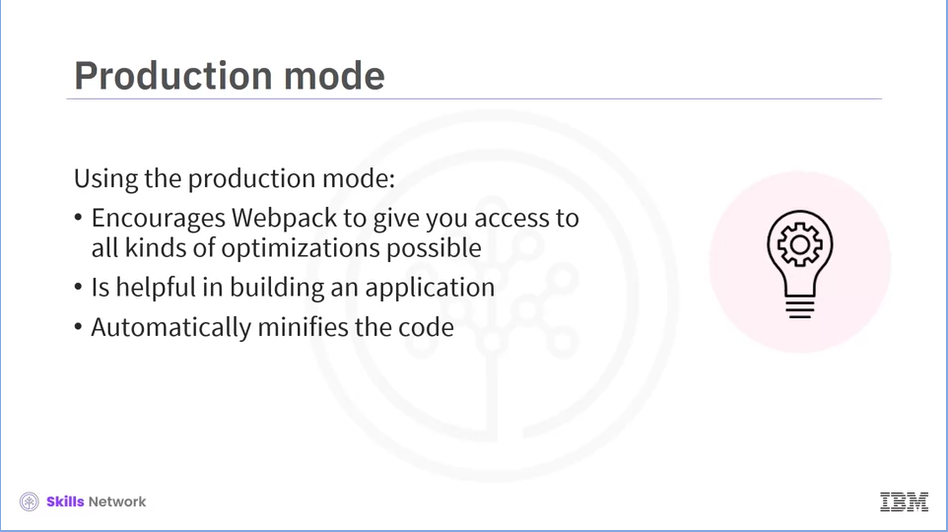 Production mode
Using the production mode:
• Encourages Webpack to give you access to
all kinds of optimizations possible
• Is helpful in building an application
• Automatically minifies the code
Skills Network
IBM